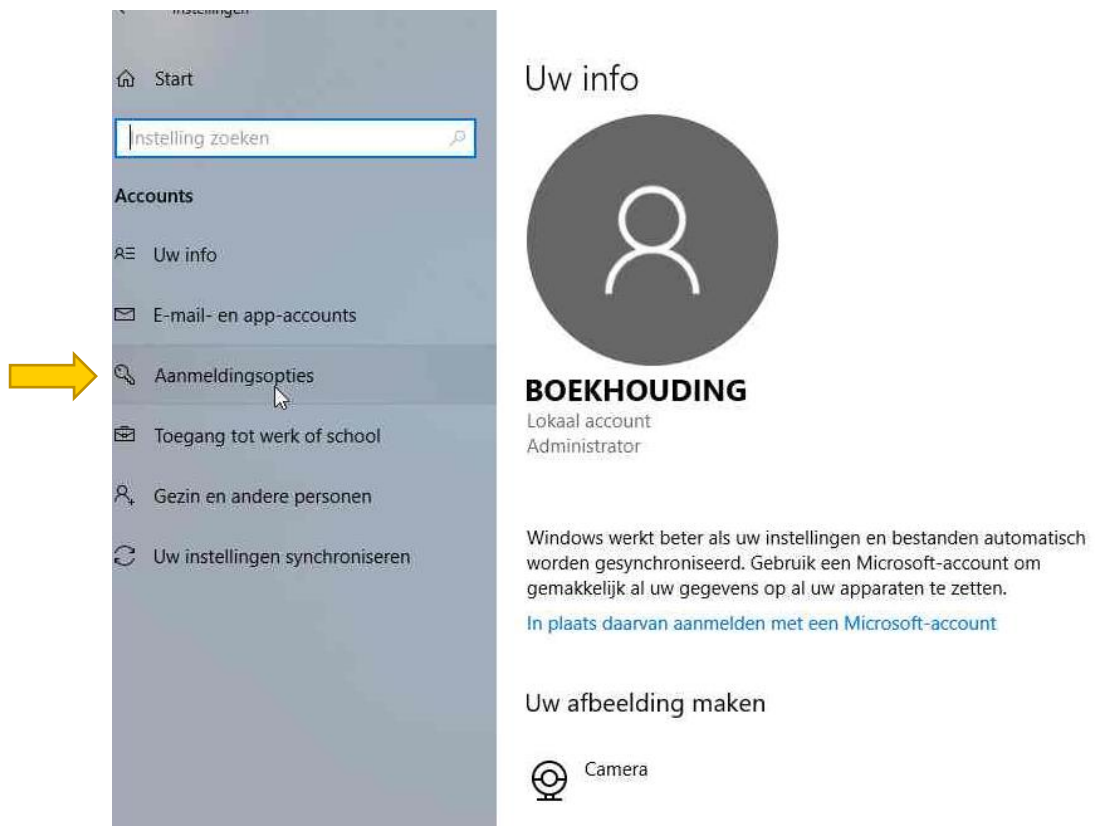 Instellingen
Start
Instelling zoeken
Accounts
Uw info
E-mail- en app-accounts
Aanmeldingsopties
Toegang tot werk of school
Gezin en andere personen
Uw instellingen synchroniseren
Uw info
BOEKHOUDING
Lokaal account
Administrator
Windows werkt beter als uw instellingen en bestanden automatisch
worden gesynchroniseerd. Gebruik een Microsoft-account om
gemakkelijk al uw gegevens op al uw apparaten te zetten.
In plaats daarvan aanmelden met een Microsoft-account
Uw afbeelding maken
Camera